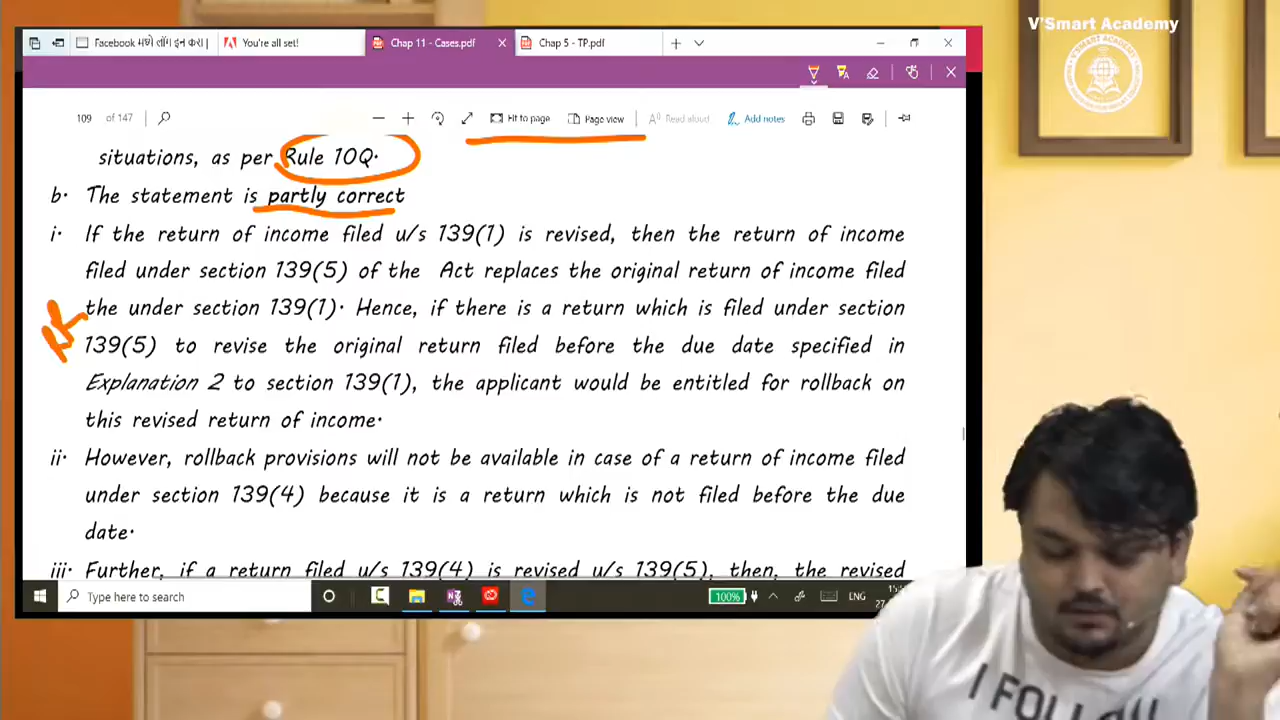 V'Smart Academy
Facebook मध्ये लॉग इन करा |
You're all set!
Chap 11 - Cases.pdf
Chap 5 - TP.pdf
109 of 147
Fit to page
Page view
Read aloud
Add notes
situations, as per Rule 10Q.
b. The statement is partly correct
i. If the return of income filed u/s 139(1) is revised, then the return of income
filed under section 139(5) of the Act replaces the original return of income filed
the under section 139(1). Hence, if there is a return which is filed under section
139(5) to revise the original return filed before the due date specified in
Explanation 2 to section 139(1), the applicant would be entitled for rollback on
this revised return of income.
ii. However, rollback provisions will not be available in case of a return of income filed
under section 139(4) because it is a return which is not filed before the due
date.
iii. Further, if a return filed u/s 139(4) is revised u/s 139(5), then, the revised
Type here to search
100%
ENG
I FOLLOW